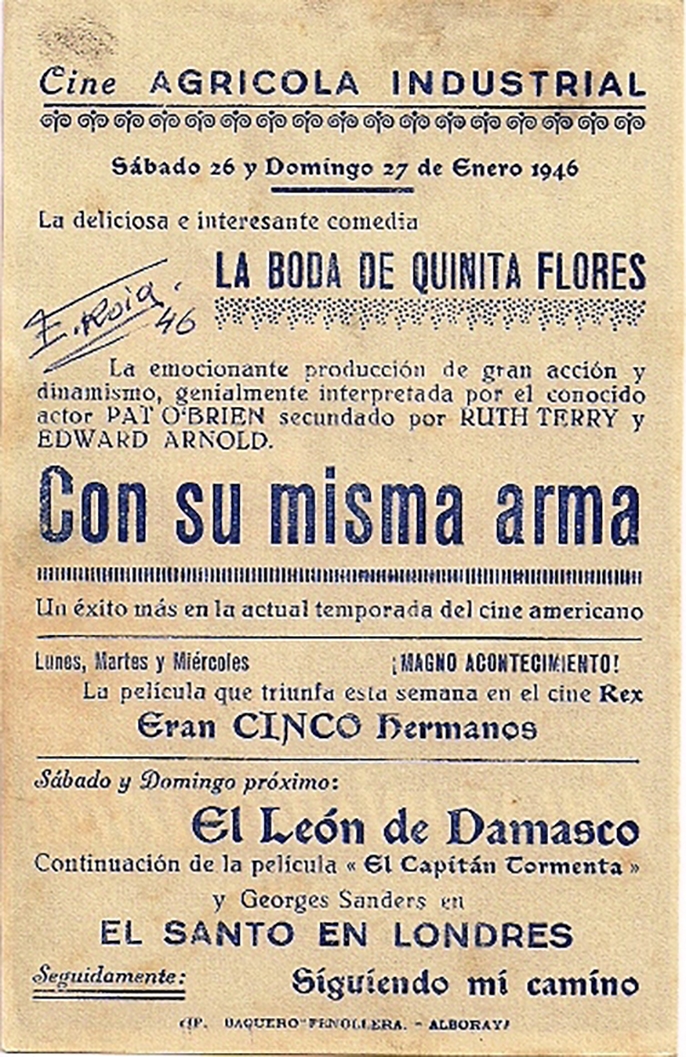 Cine AGRICOLA INDUSTRIAL
Sábado 26 y Domingo 27 de Enero 1946
La deliciosa e interesante comedia
LA BODA DE QUINITA FLORES
E. Roig.
46
La emocionante producción de gran acción y
dinamismo, genialmente interpretada por el conocido
actor PAT O'BRIEN secundado por RUTH TERRY y
EDWARD ARNOLD.
Con su misma arma
Un éxito más en la actual temporada del cine americano
Lunes, Martes y Miércoles ¡MAGNO ACONTECIMIENTO!
La película que triunfa esta semana en el cine Rex
Eran CINCO Hermanos
Sábado y Domingo próximo:
El León de Damasco
Continuación de la película « El Capitán Tormenta »
y Georges Sanders en
EL SANTO EN LONDRES
Seguidamente: Siguiendo mi camino
TIP. BAQUERO FENOLLERA. - ALBORAYA